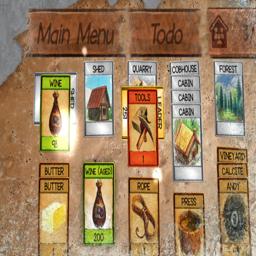 Main Menu
Todo
WINE
91
SHED
QUARRY
TOOLS
1
COBHOUSE
CABIN
CABIN
CABIN
FOREST
BUTTER
BUTTER
WINE (AGED)
200
ROPE
PRESS
VINEYARD
CALCITE
ANDY